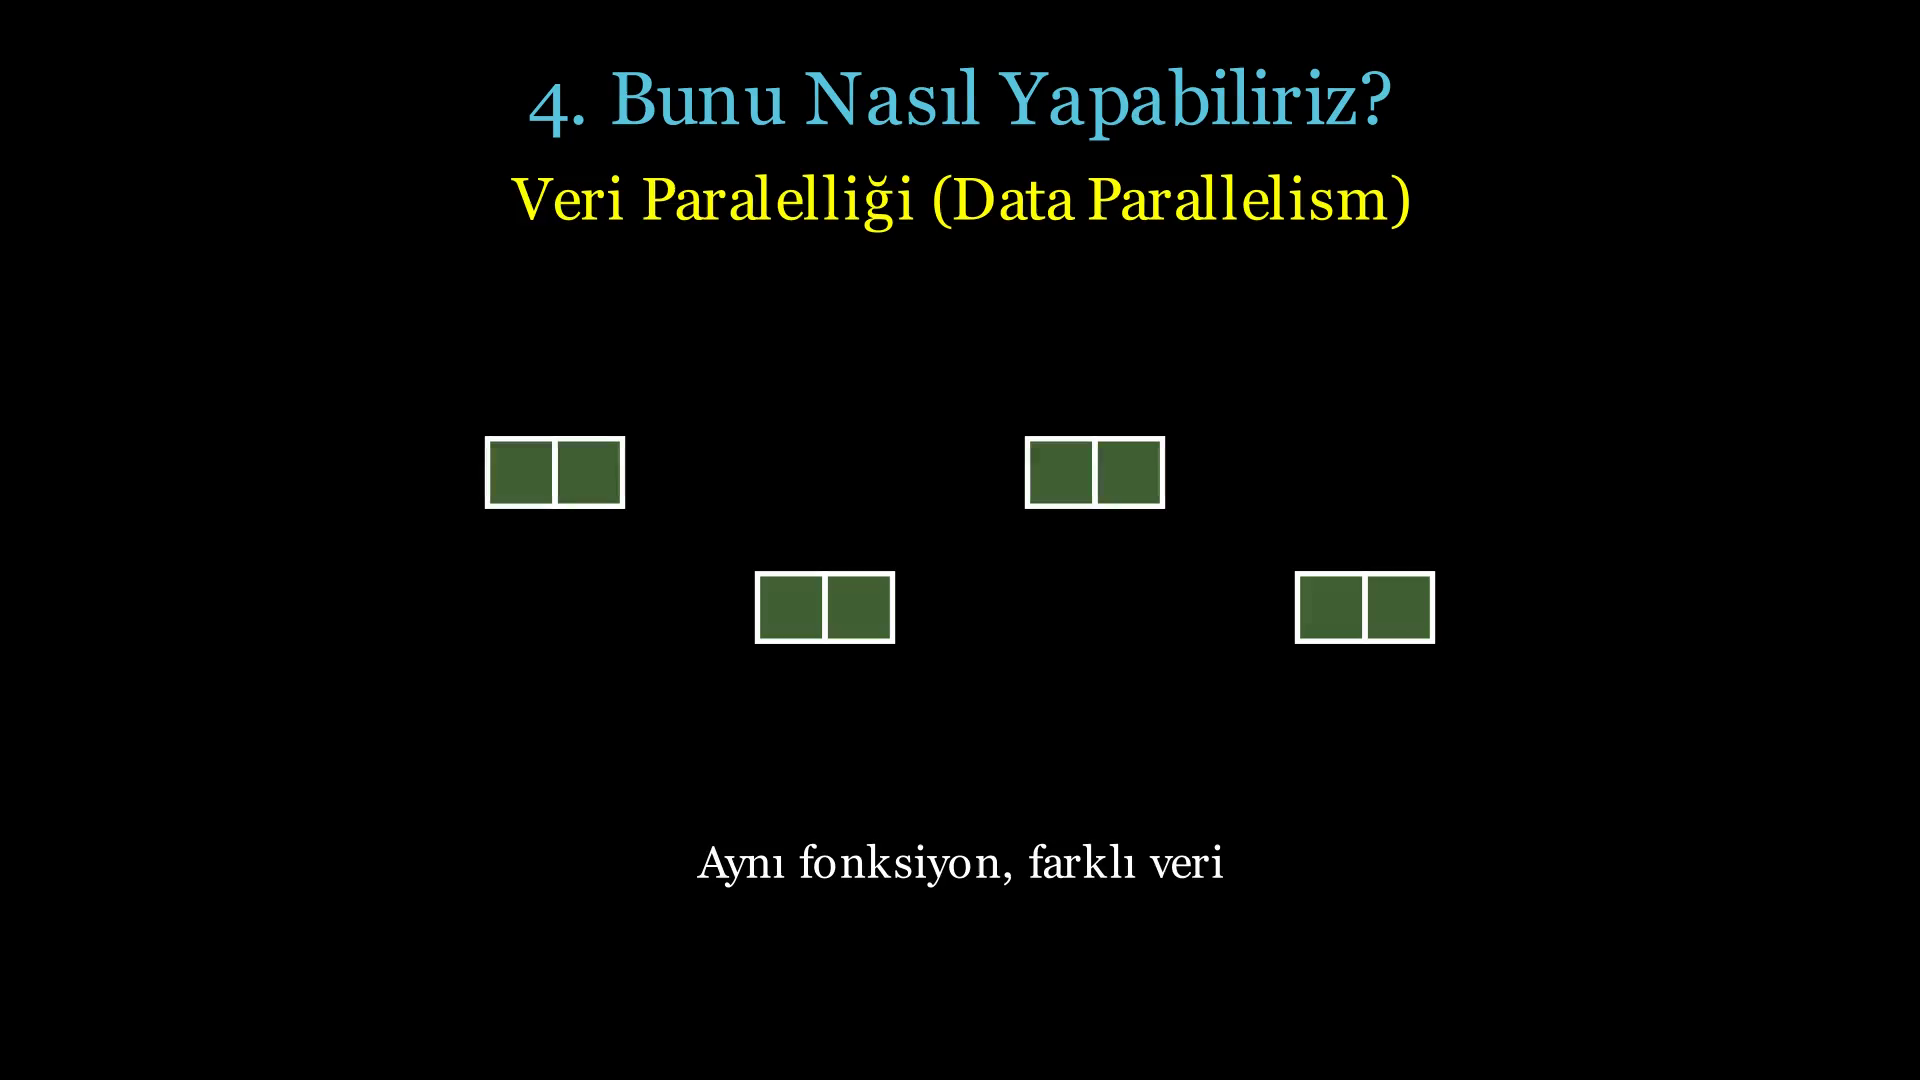 4. Bunu Nasıl Yapabiliriz?
Veri Paralelliği (Data Parallelism)
Aynı fonksiyon, farklı veri